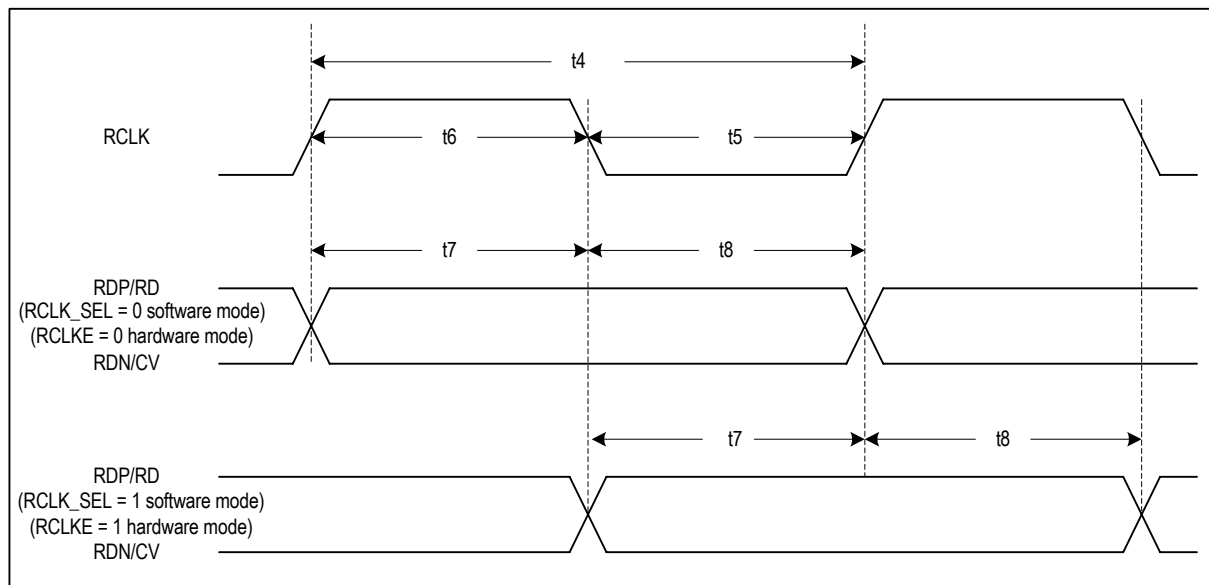 t4
RCLK
t6
t5
t7
t8
RDP/RD
(RCLK_SEL = 0 software mode)
(RCLKE = 0 hardware mode)
RDN/CV
t7
t8
RDP/RD
(RCLK_SEL = 1 software mode)
(RCLKE = 1 hardware mode)
RDN/CV